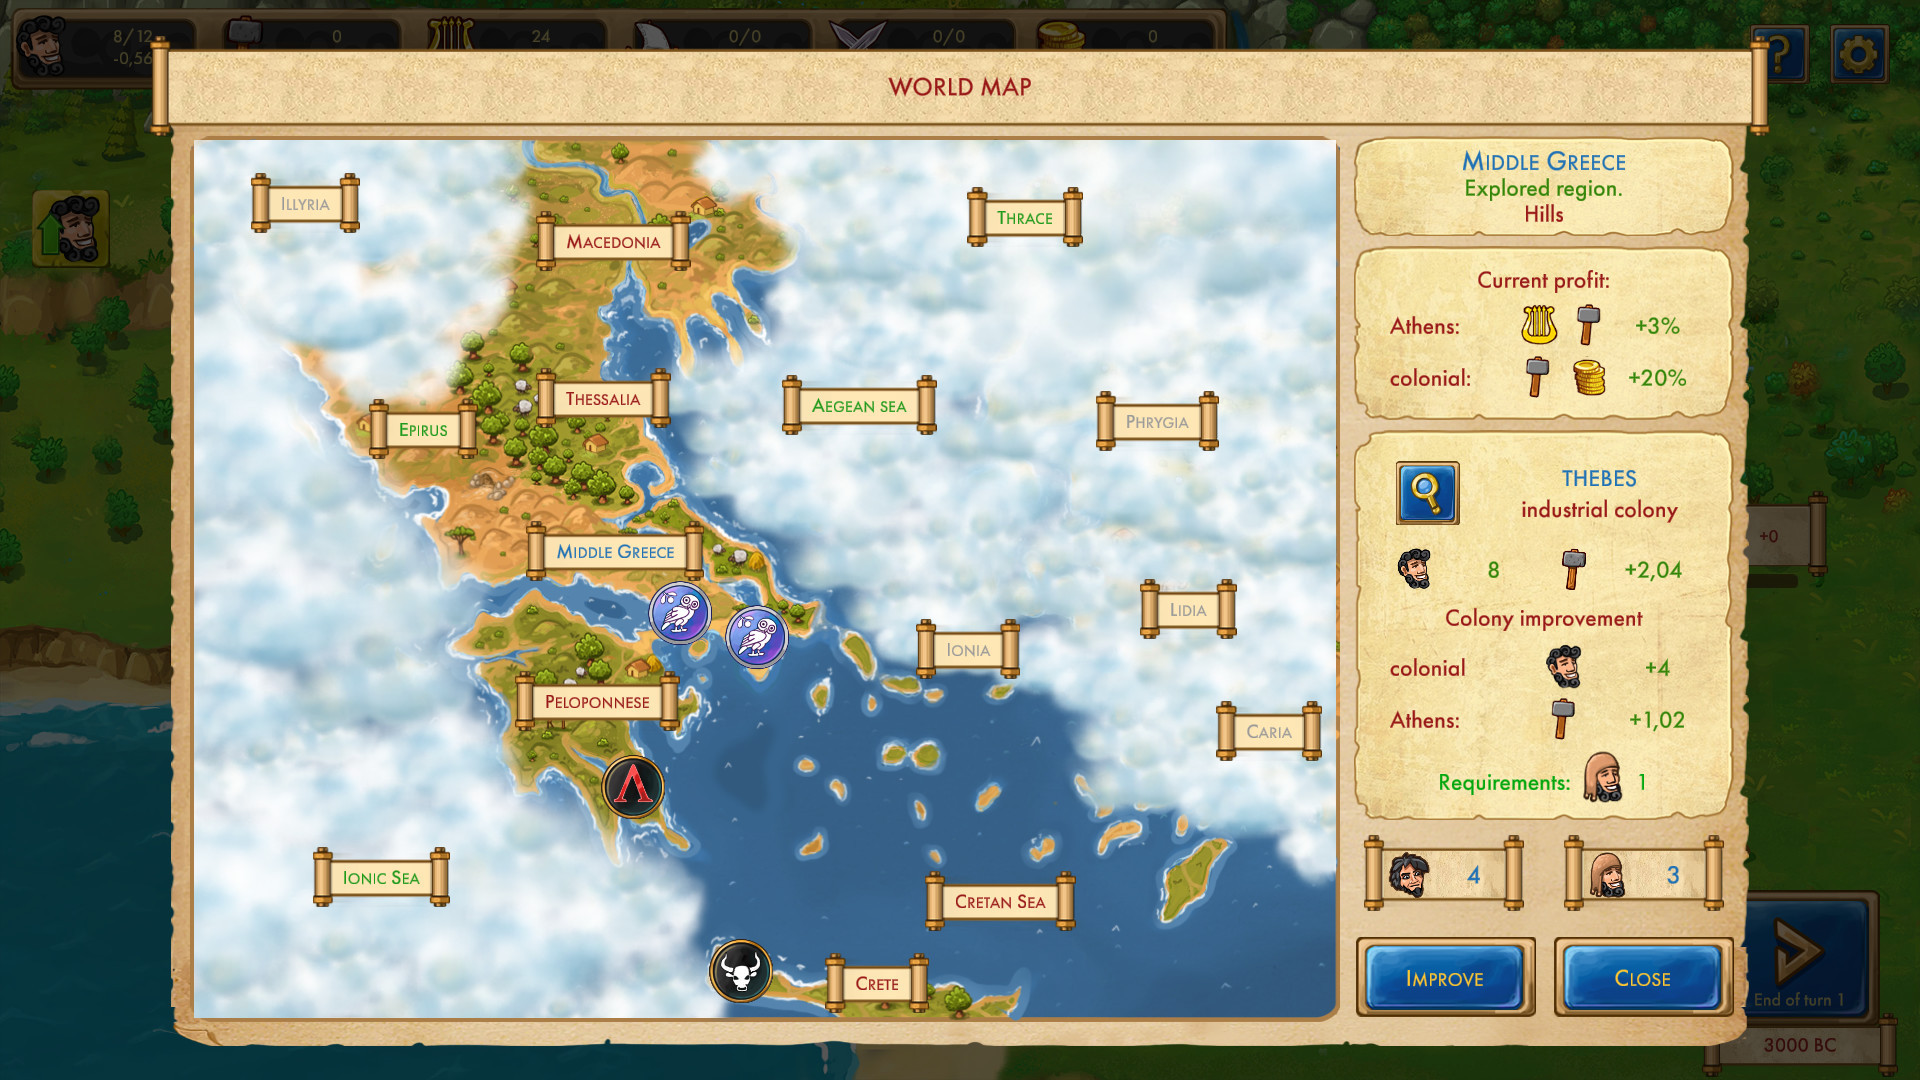 8/12
-0,56
0
24
0/0
0/0
0
?
WORLD MAP
ILLYRIA
MACEDONIA
THRACE
THESSALIA
EPIRUS
AEGEAN SEA
PHRYGIA
MIDDLE GREECE
LIDIA
IONIA
PELOPONNESE
CARIA
IONIC SEA
CRETAN SEA
CRETE
MIDDLE GREECE
Explored region.
Hills
Current profit:
Athens: +3%
colonial: +20%
THEBES
industrial colony
8 +2,04
Colony improvement
colonial +4
Athens: +1,02
Requirements: 1
4 3
IMPROVE CLOSE
+0
End of turn 1
3000 BC